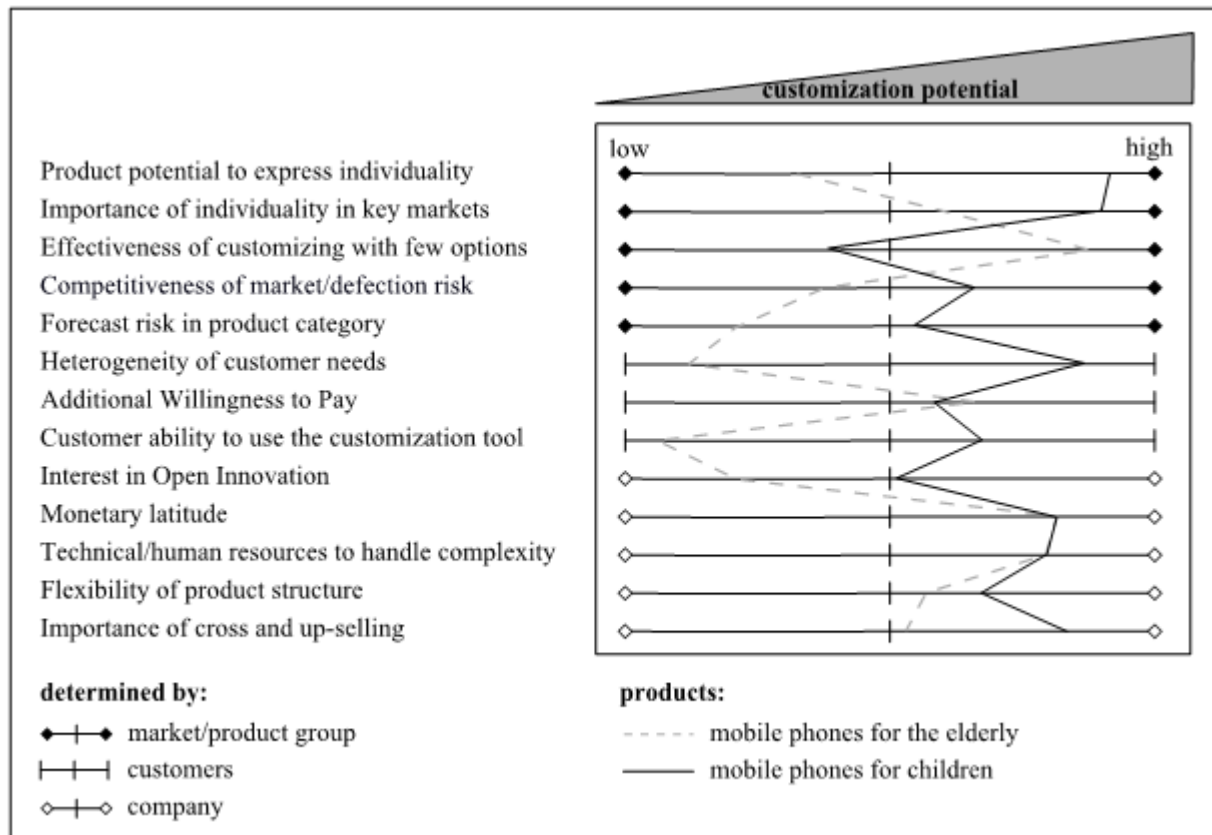 customization potential
low
high
Product potential to express individuality
Importance of individuality in key markets
Effectiveness of customizing with few options
Competitiveness of market/defection risk
Forecast risk in product category
Heterogeneity of customer needs
Additional Willingness to Pay
Customer ability to use the customization tool
Interest in Open Innovation
Monetary latitude
Technical/human resources to handle complexity
Flexibility of product structure
Importance of cross and up-selling
determined by:
market/product group
customers
company
products:
mobile phones for the elderly
mobile phones for children